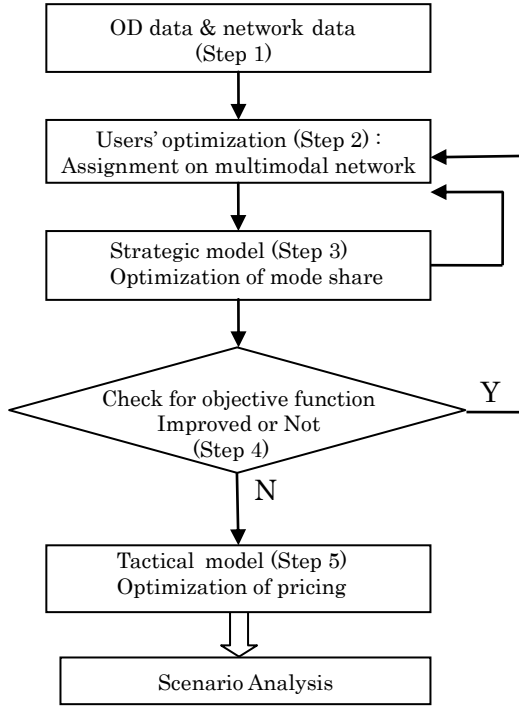 OD data & network data
(Step 1)
Users' optimization (Step 2) :
Assignment on multimodal network
Strategic model (Step 3)
Optimization of mode share
Check for objective function
Improved or Not
(Step 4)
Y
N
Tactical model (Step 5)
Optimization of pricing
Scenario Analysis